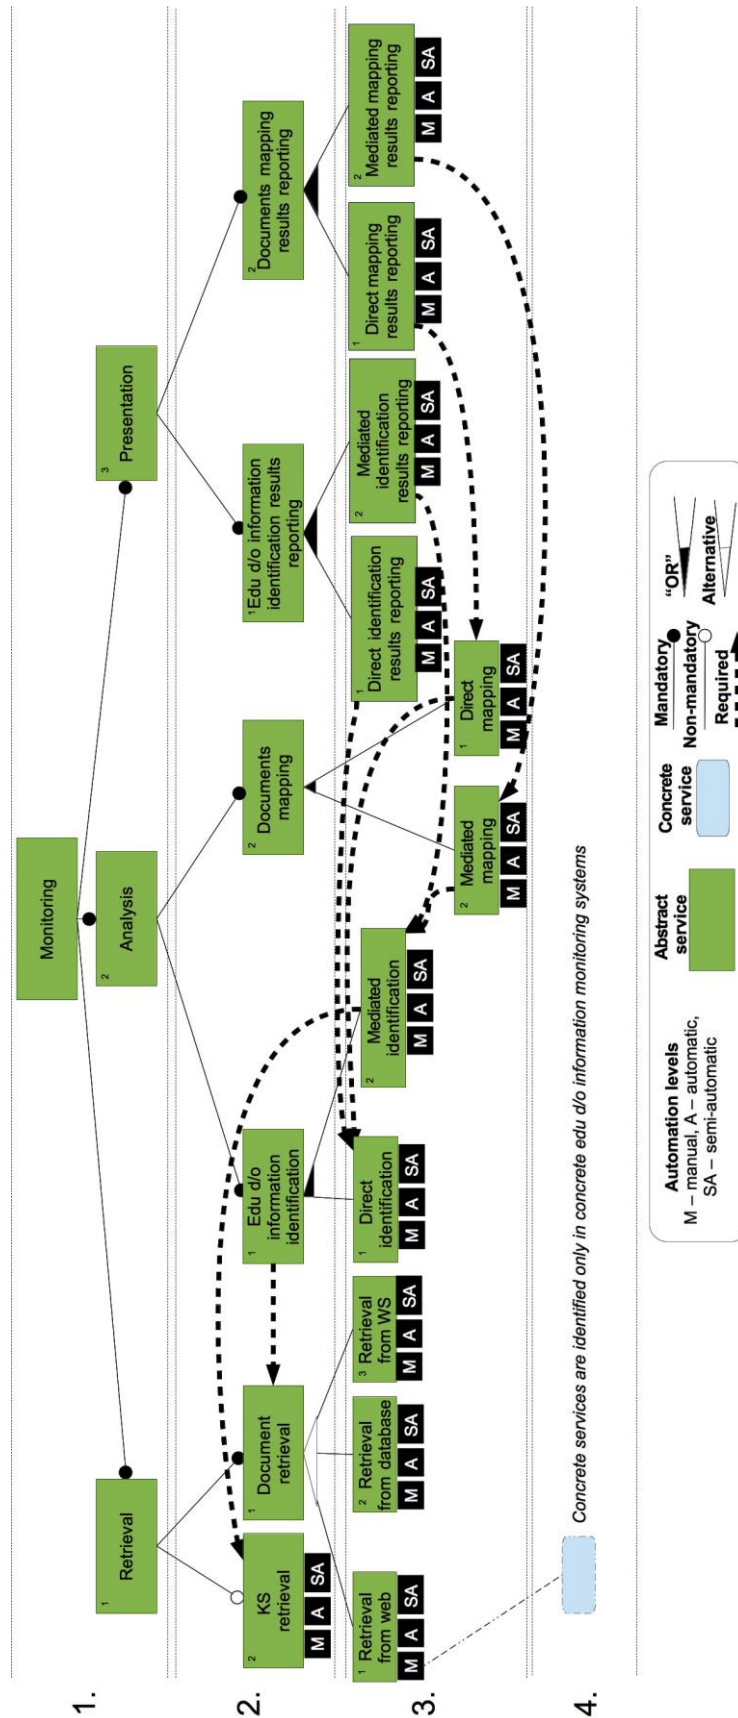 1.
Monitoring
1
Retrieval
2
Analysis
3
Presentation
2.
2
KS
retrieval
M A SA
1
Document
retrieval
1
Edu d/o
information
identification
2
Documents
mapping
1
Edu d/o information
identification results
reporting
2
Documents mapping
results reporting
3.
1
Retrieval
from web
M A SA
2
Retrieval
from database
M A SA
3
Retrieval
from WS
M A SA
1
Direct
identification
M A SA
2
Mediated
identification
M A SA
2
Mediated
mapping
M A SA
1
Direct
mapping
M A SA
1
Direct identification
results reporting
M A SA
2
Mediated
identification
results reporting
M A SA
1
Direct mapping
results reporting
M A SA
2
Mediated mapping
results reporting
M A SA
4.
Concrete services are identified only in concrete edu d/o information monitoring systems
Automation levels
M – manual, A – automatic,
SA – semi-automatic
Abstract
service
Concrete
service
Mandatory
Non-mandatory
Required
"OR"
Alternative